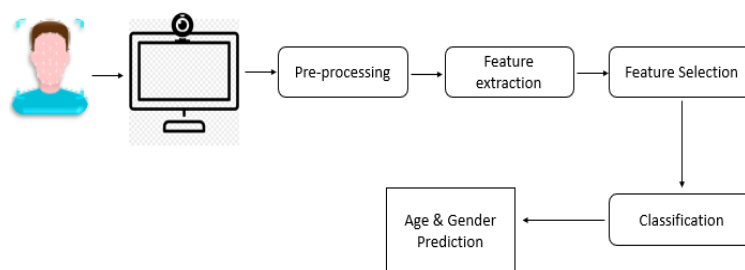 Pre-processing
Feature
extraction
Feature Selection
Classification
Age & Gender
Prediction